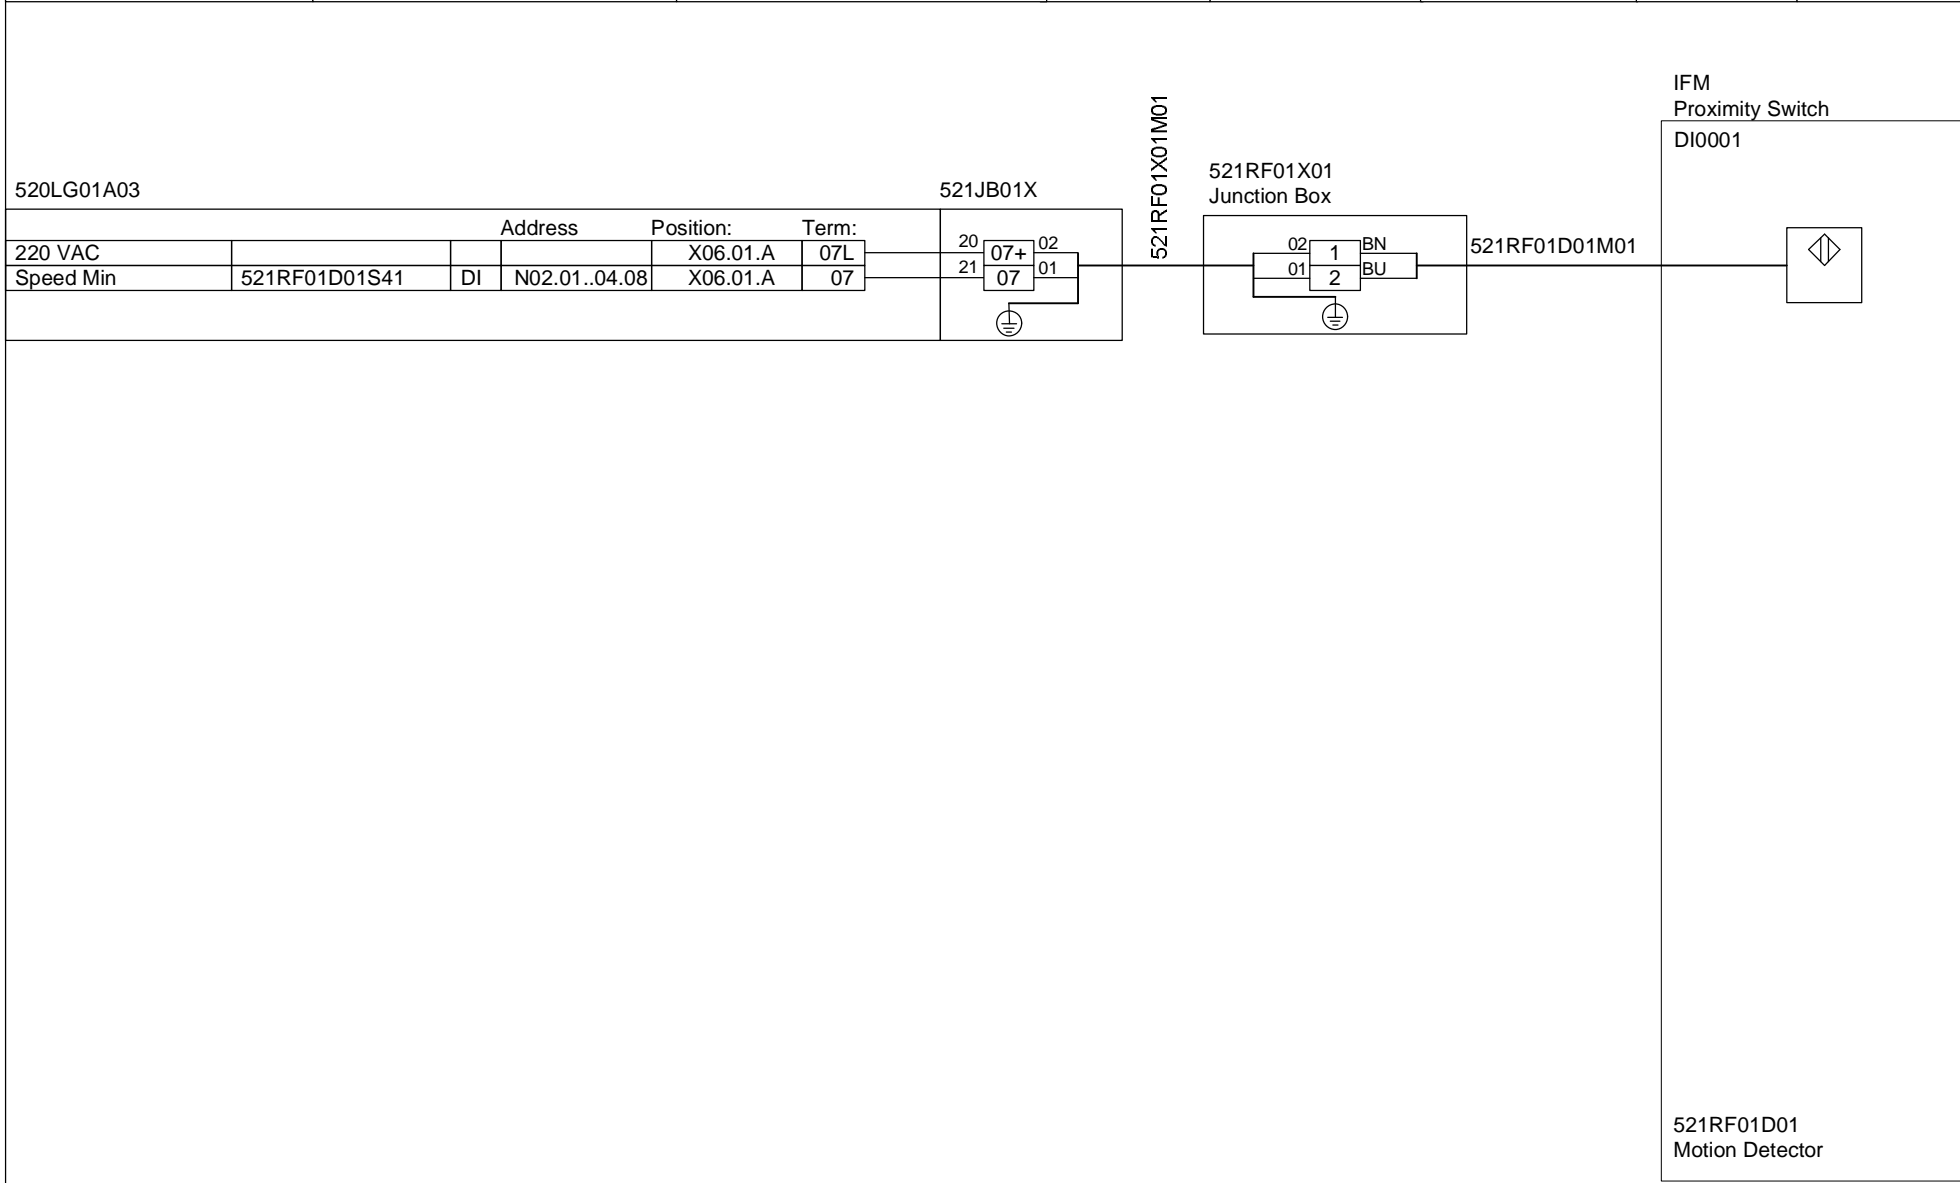 IFM
Proximity Switch
DI0001
521RF01X01M01
521RF01X01
Junction Box
520LG01A03
521JB01X
Address Position: Term:
220 VAC X06.01.A 07L
Speed Min 521RF01D01S41 DI N02.01..04.08 X06.01.A 07
20 07+ 02
21 07 01
02 1 BN
01 2 BU
521RF01D01M01
521RF01D01
Motion Detector